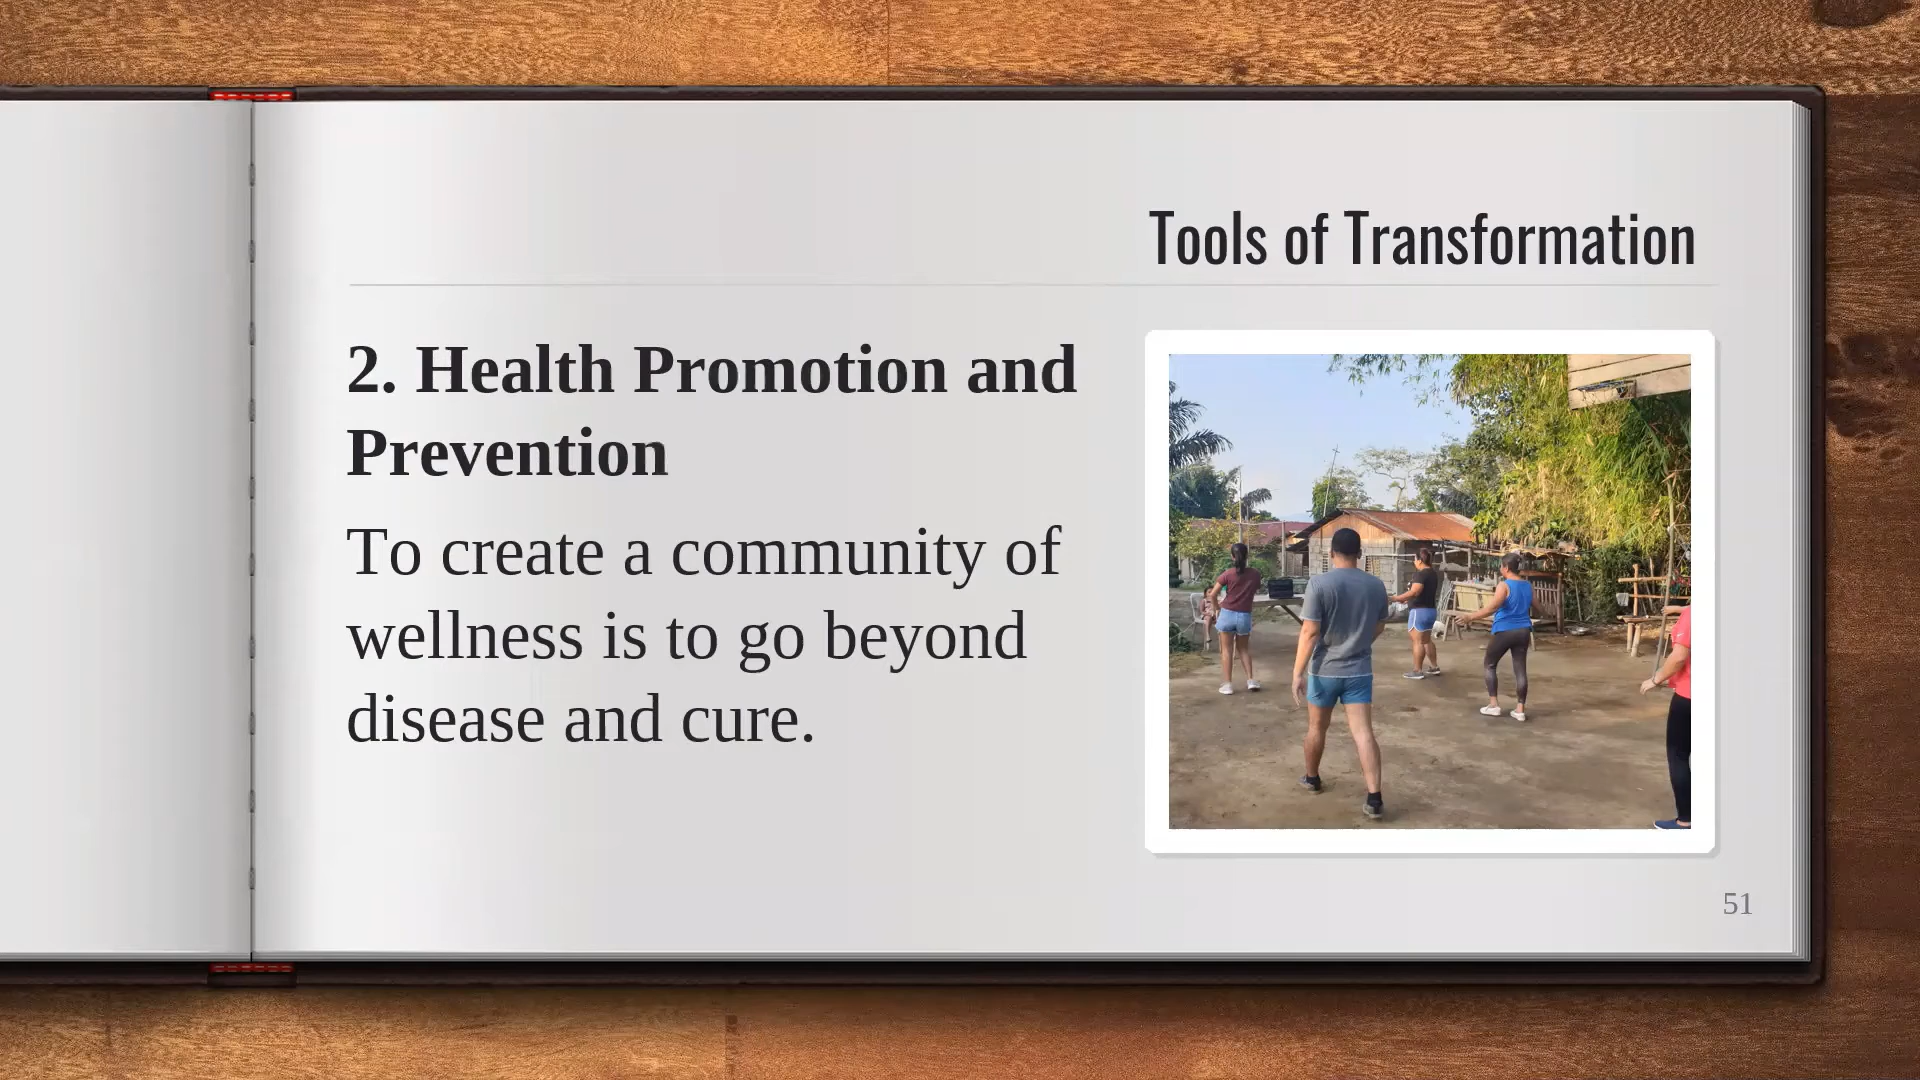 Tools of Transformation
2. Health Promotion and
Prevention
To create a community of
wellness is to go beyond
disease and cure.
51